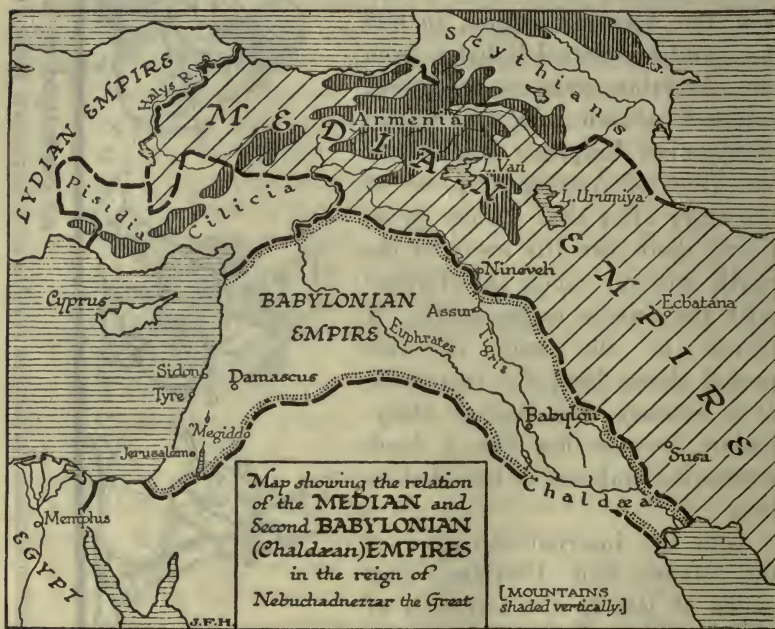 LYDIAN EMPIRE
Halys R.
Scythians
MEDIAN
EMPIRE
Armenia
L. Van
L. Urumiya
Pisidia
Cilicia
Nineveh
Ecbatana
Cyprus
BABYLONIAN
EMPIRE
Assur
Euphrates
Tigris
Sidon
Tyre
Damascus
Babylon
Megiddo
Jerusalem
Susa
Chaldæa
Memphis
EGYPT
Map showing the relation
of the MEDIAN and
Second BABYLONIAN
(Chaldæan) EMPIRES
in the reign of
Nebuchadnezzar the Great
[MOUNTAINS
shaded vertically.]
J.F.H.